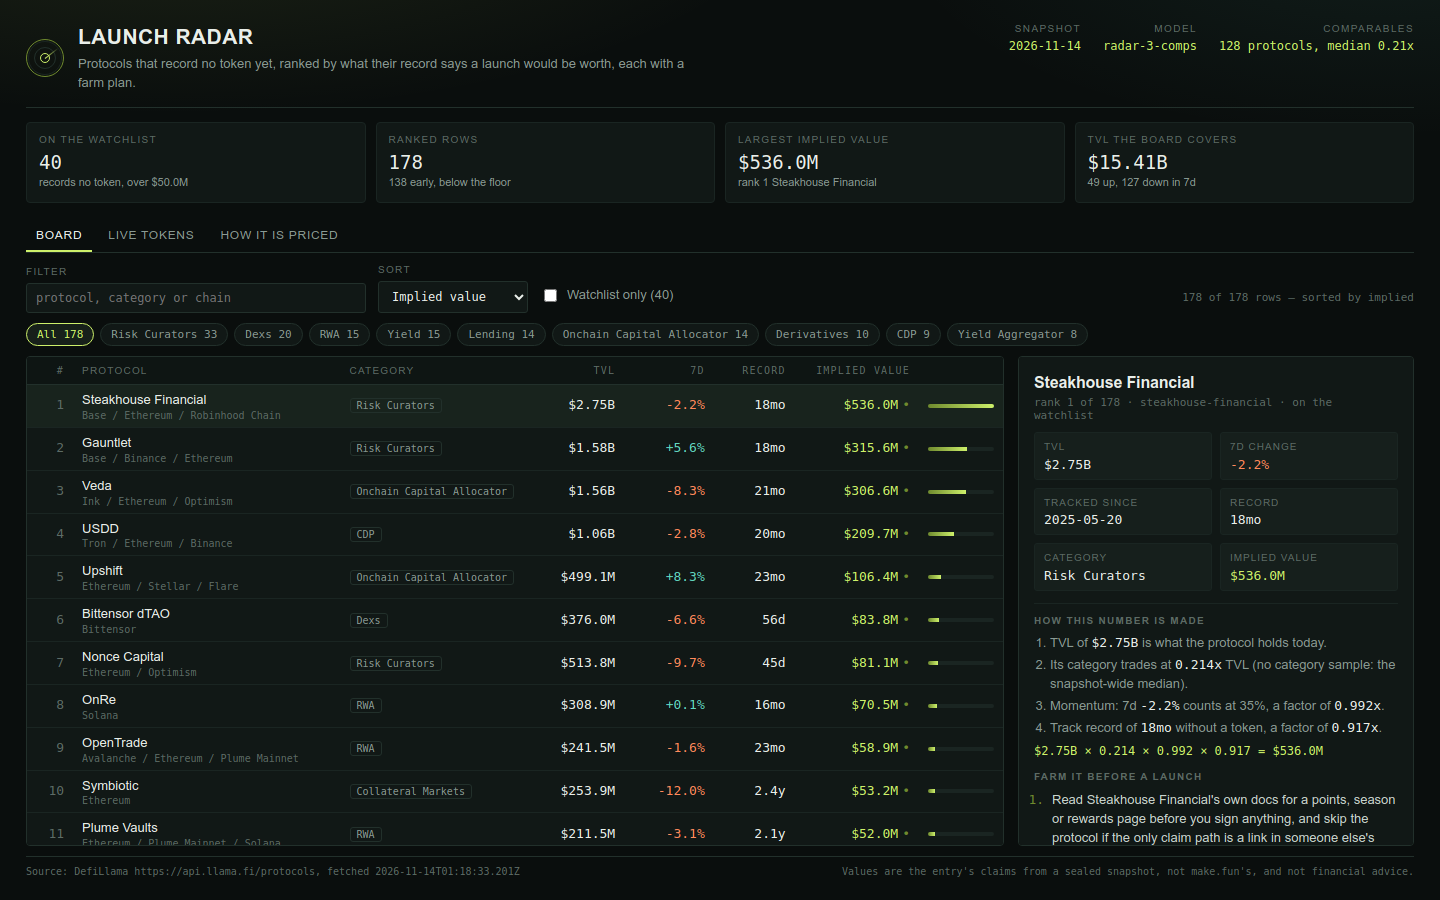 LAUNCH RADAR
Protocols that record no token yet, ranked by what their record says a launch would be worth, each with a
farm plan.
SNAPSHOT
2026-11-14
MODEL
radar-3-comps
COMPARABLES
128 protocols, median 0.21x
ON THE WATCHLIST
40
records no token, over $50.0M
RANKED ROWS
178
138 early, below the floor
LARGEST IMPLIED VALUE
$536.0M
rank 1 Steakhouse Financial
TVL THE BOARD COVERS
$15.41B
49 up, 127 down in 7d
BOARD LIVE TOKENS HOW IT IS PRICED
FILTER
protocol, category or chain
SORT
Implied value
Watchlist only (40)
178 of 178 rows — sorted by implied
All 178 Risk Curators 33 Dexs 20 RWA 15 Yield 15 Lending 14 Onchain Capital Allocator 14 Derivatives 10 CDP 9 Yield Aggregator 8
# PROTOCOL CATEGORY TVL 7D RECORD IMPLIED VALUE
1 Steakhouse Financial Risk Curators $2.75B -2.2% 18mo $536.0M
Base / Ethereum / Robinhood Chain
2 Gauntlet Risk Curators $1.58B +5.6% 18mo $315.6M
Base / Binance / Ethereum
3 Veda Onchain Capital Allocator $1.56B -8.3% 21mo $306.6M
Ink / Ethereum / Optimism
4 USDD CDP $1.06B -2.8% 20mo $209.7M
Tron / Ethereum / Binance
5 Upshift Onchain Capital Allocator $499.1M +8.3% 23mo $106.4M
Ethereum / Stellar / Flare
6 Bittensor dTAO Dexs $376.0M -6.6% 56d $83.8M
Bittensor
7 Nonce Capital Risk Curators $513.8M -9.7% 45d $81.1M
Ethereum / Optimism
8 OnRe RWA $308.9M +0.1% 16mo $70.5M
Solana
9 OpenTrade RWA $241.5M -1.6% 23mo $58.9M
Avalanche / Ethereum / Plume Mainnet
10 Symbiotic Collateral Markets $253.9M -12.0% 2.4y $53.2M
Ethereum
11 Plume Vaults RWA $211.5M -3.1% 2.1y $52.0M
Ethereum / Plume Mainnet / Solana
Steakhouse Financial
rank 1 of 178 · steakhouse-financial · on the
watchlist
TVL
$2.75B
7D CHANGE
-2.2%
TRACKED SINCE
2025-05-20
RECORD
18mo
CATEGORY
Risk Curators
IMPLIED VALUE
$536.0M
HOW THIS NUMBER IS MADE
1. TVL of $2.75B is what the protocol holds today.
2. Its category trades at 0.214x TVL (no category sample: the
snapshot-wide median).
3. Momentum: 7d -2.2% counts at 35%, a factor of 0.992x.
4. Track record of 18mo without a token, a factor of 0.917x.
$2.75B × 0.214 × 0.992 × 0.917 = $536.0M
FARM IT BEFORE A LAUNCH
1. Read Steakhouse Financial's own docs for a points, season
or rewards page before you sign anything, and skip the
protocol if the only claim path is a link in someone else's
Source: DefiLlama https://api.llama.fi/protocols, fetched 2026-11-14T01:18:33.201Z
Values are the entry's claims from a sealed snapshot, not make.fun's, and not financial advice.